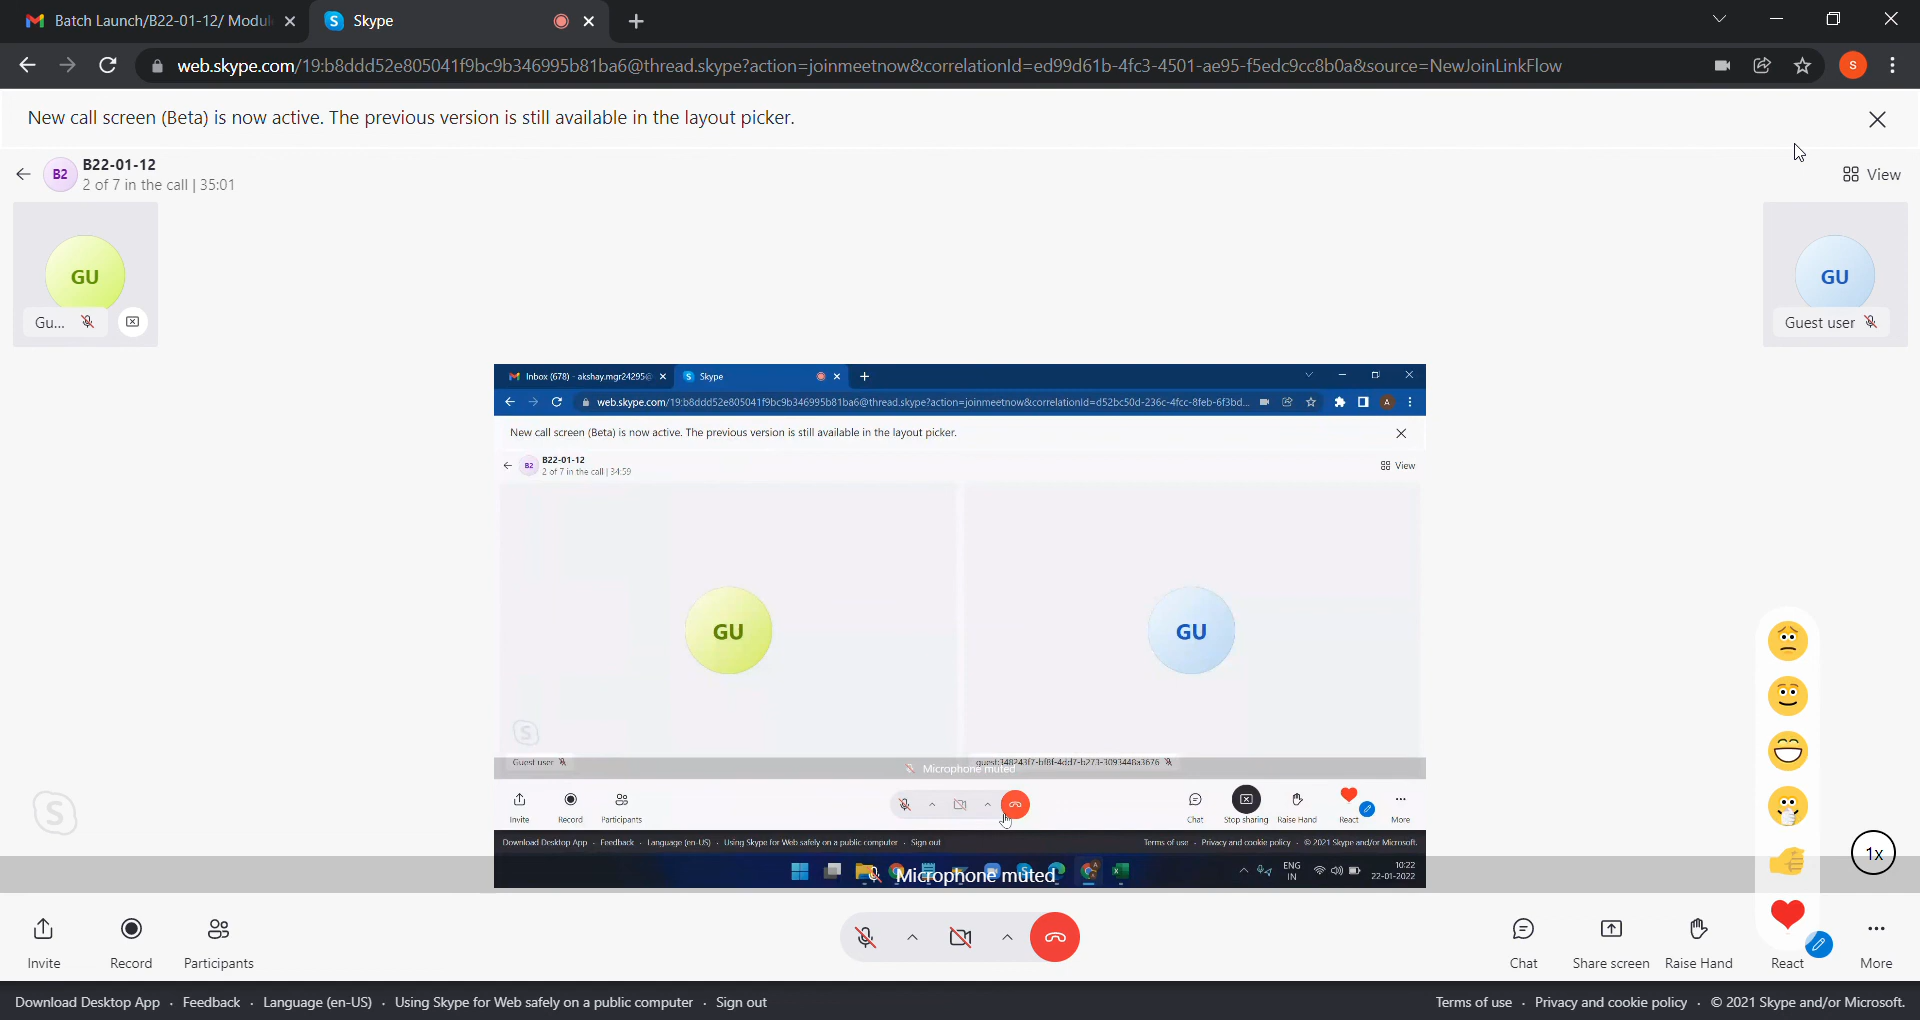 Batch Launch/B22-01-12/ Modul
Skype
web.skype.com/19:b8ddd52e805041f9bc9b346995b81ba6@thread.skype?action=joinmeetnow&correlationId=ed99d61b-4fc3-4501-ae95-f5edc9cc8b0a&source=NewJoinLinkFlow
S
New call screen (Beta) is now active. The previous version is still available in the layout picker.
B2
B22-01-12
2 of 7 in the call | 35:01
View
GU
Gu...
GU
Guest user
Inbox (678) - akshay.mgr24295@
Skype
web.skype.com/19:b8ddd52e805041f9bc9b346995b81ba6@thread.skype?action=joinmeetnow&correlationId=d52bc50d-236c-4fcc-8feb-6f3bd...
A
New call screen (Beta) is now active. The previous version is still available in the layout picker.
B2
B22-01-12
2 of 7 in the call | 34:59
View
GU
GU
Guest user
Microphone muted
Invite
Record
Participants
Chat
Stop sharing
Raise Hand
React
More
Download Desktop App · Feedback · Language (en-US) · Using Skype for Web safely on a public computer · Sign out
Terms of use · Privacy and cookie policy · © 2021 Skype and/or Microsoft.
ENG
IN
10:22
22-01-2022
Microphone muted
1x
Invite
Record
Participants
Chat
Share screen
Raise Hand
React
More
Download Desktop App · Feedback · Language (en-US) · Using Skype for Web safely on a public computer · Sign out
Terms of use · Privacy and cookie policy · © 2021 Skype and/or Microsoft.